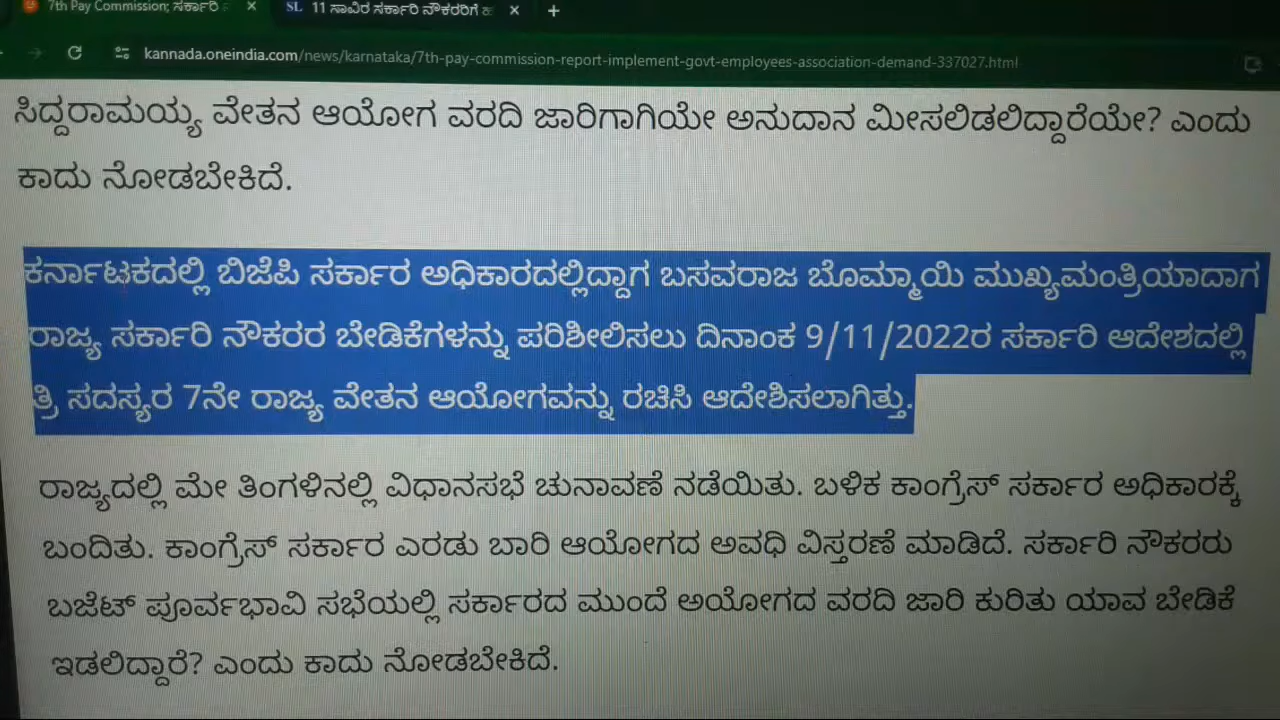 7th Pay Commission; ಸರ್ಕಾರಿ
SL 11 ಸಾವಿರ ಸರ್ಕಾರಿ ನೌಕರರಿಗೆ
kannada.oneindia.com/news/karnataka/7th-pay-commission-report-implement-govt-employees-association-demand-337027.html
ಸಿದ್ದರಾಮಯ್ಯ ವೇತನ ಆಯೋಗ ವರದಿ ಜಾರಿಗಾಗಿಯೇ ಅನುದಾನ ಮೀಸಲಿಡಲಿದ್ದಾರೆಯೇ? ಎಂದು
ಕಾದು ನೋಡಬೇಕಿದೆ.
ಕರ್ನಾಟಕದಲ್ಲಿ ಬಿಜೆಪಿ ಸರ್ಕಾರ ಅಧಿಕಾರದಲ್ಲಿದ್ದಾಗ ಬಸವರಾಜ ಬೊಮ್ಮಾಯಿ ಮುಖ್ಯಮಂತ್ರಿಯಾದಾಗ
ರಾಜ್ಯ ಸರ್ಕಾರಿ ನೌಕರರ ಬೇಡಿಕೆಗಳನ್ನು ಪರಿಶೀಲಿಸಲು ದಿನಾಂಕ 9/11/2022ರ ಸರ್ಕಾರಿ ಆದೇಶದಲ್ಲಿ
ತ್ರಿ ಸದಸ್ಯರ 7ನೇ ರಾಜ್ಯ ವೇತನ ಆಯೋಗವನ್ನು ರಚಿಸಿ ಆದೇಶಿಸಲಾಗಿತ್ತು.
ರಾಜ್ಯದಲ್ಲಿ ಮೇ ತಿಂಗಳಿನಲ್ಲಿ ವಿಧಾನಸಭೆ ಚುನಾವಣೆ ನಡೆಯಿತು. ಬಳಿಕ ಕಾಂಗ್ರೆಸ್ ಸರ್ಕಾರ ಅಧಿಕಾರಕ್ಕೆ
ಬಂದಿತು. ಕಾಂಗ್ರೆಸ್ ಸರ್ಕಾರ ಎರಡು ಬಾರಿ ಆಯೋಗದ ಅವಧಿ ವಿಸ್ತರಣೆ ಮಾಡಿದೆ. ಸರ್ಕಾರಿ ನೌಕರರು
ಬಜೆಟ್ ಪೂರ್ವಭಾವಿ ಸಭೆಯಲ್ಲಿ ಸರ್ಕಾರದ ಮುಂದೆ ಅಯೋಗದ ವರದಿ ಜಾರಿ ಕುರಿತು ಯಾವ ಬೇಡಿಕೆ
ಇಡಲಿದ್ದಾರೆ? ಎಂದು ಕಾದು ನೋಡಬೇಕಿದೆ.